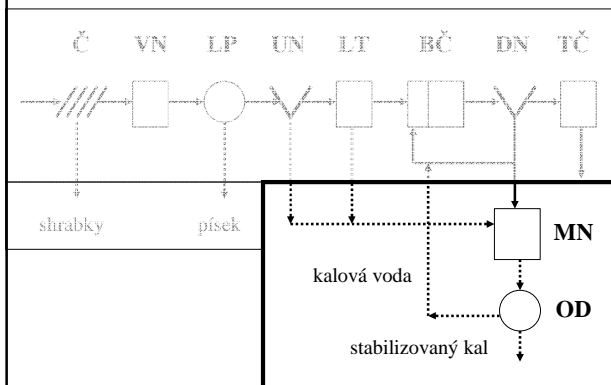 Č VN LP UN LT BČ DN TČ
shrabky písek MN
kalová voda
OD
stabilizovaný kal